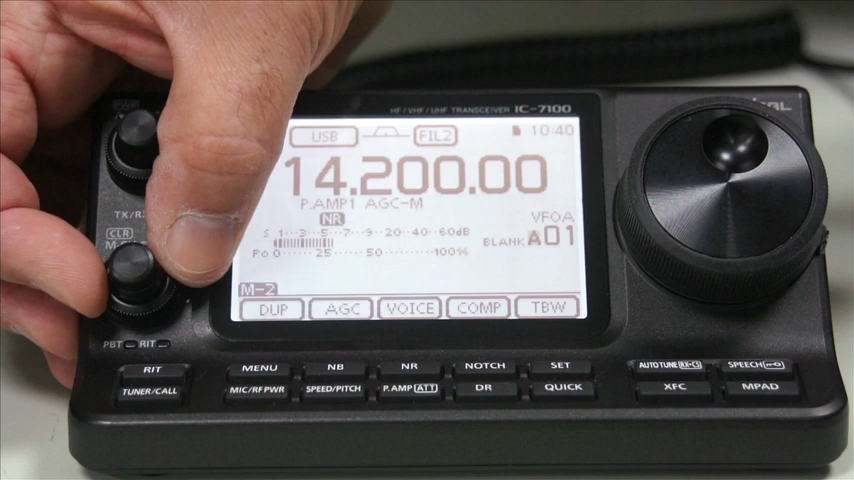 PWR
HF/VHF/UHF TRANSCEIVER IC-7100
USB FIL2 10:40
14.200.00
P.AMP1 AGC-M
NR
VFOA
S 1 3 5 7 9 20 40 60dB
BLANK A01
Po 0 25 50 100%
M-2
DUP AGC VOICE COMP TBW
TX/R
CLR
PBT RIT
RIT MENU NB NR NOTCH SET AUTOTUNE RX-CS SPEECH
TUNER/CALL MIC/RF PWR SPEED/PITCH P.AMP ATT DR QUICK XFC MPAD